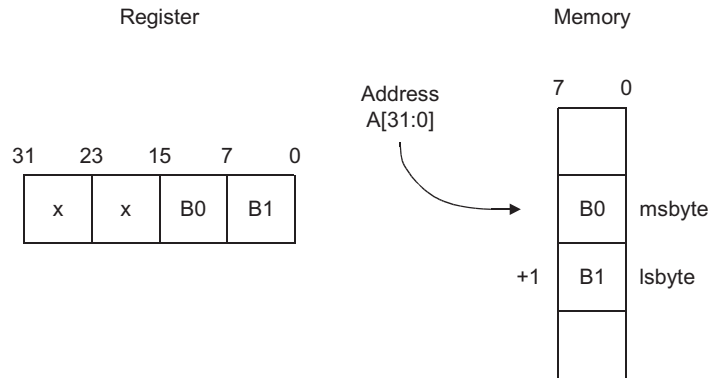 Register
Memory
7 0
Address
A[31:0]
31 23 15 7 0
x x B0 B1
B0 msbyte
+1 B1 lsbyte